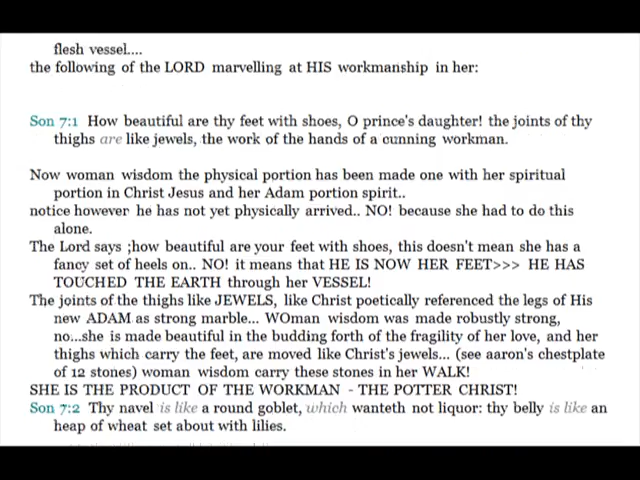 flesh vessel....
the following of the LORD marvelling at HIS workmanship in her:
Son 7:1 How beautiful are thy feet with shoes, O prince's daughter! the joints of thy
thighs are like jewels, the work of the hands of a cunning workman.
Now woman wisdom the physical portion has been made one with her spiritual
portion in Christ Jesus and her Adam portion spirit..
notice however he has not yet physically arrived.. NO! because she had to do this
alone.
The Lord says ;how beautiful are your feet with shoes, this doesn't mean she has a
fancy set of heels on.. NO! it means that HE IS NOW HER FEET>>> HE HAS
TOUCHED THE EARTH through her VESSEL!
The joints of the thighs like JEWELS, like Christ poetically referenced the legs of His
new ADAM as strong marble... WOman wisdom was made robustly strong,
no...she is made beautiful in the budding forth of the fragility of her love, and her
thighs which carry the feet, are moved like Christ's jewels... (see aaron's chestplate
of 12 stones) woman wisdom carry these stones in her WALK!
SHE IS THE PRODUCT OF THE WORKMAN - THE POTTER CHRIST!
Son 7:2 Thy navel is like a round goblet, which wanteth not liquor: thy belly is like an
heap of wheat set about with lilies.